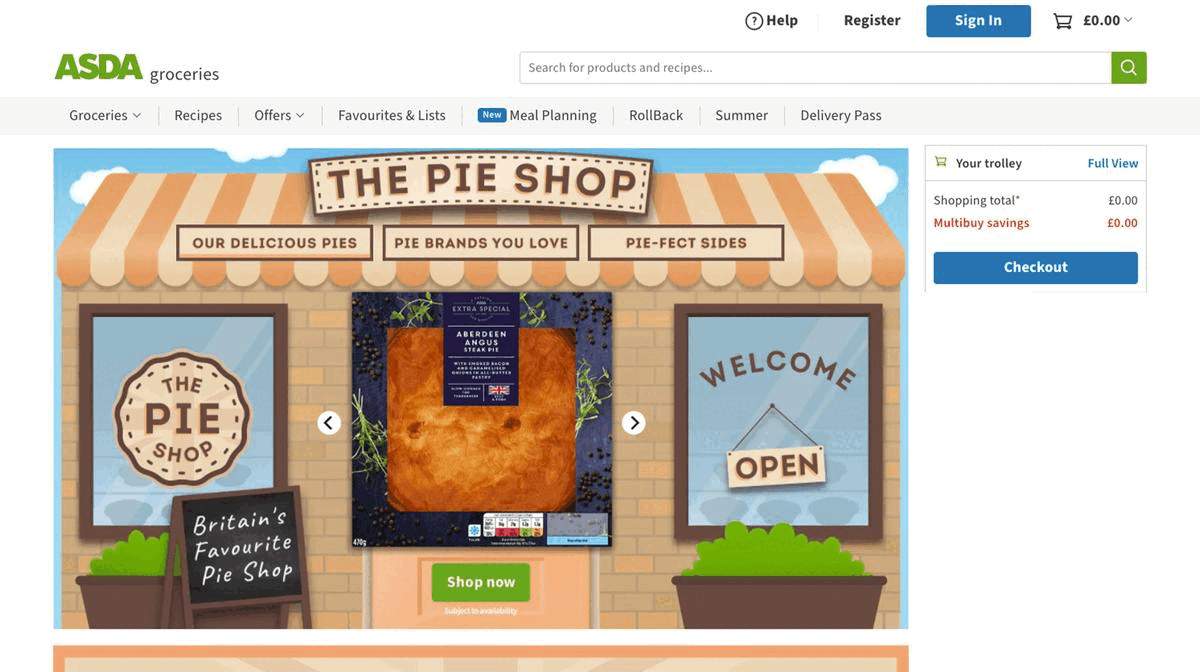 ? Help
Register
Sign In
£0.00
ASDA groceries
Search for products and recipes...
Groceries
Recipes
Offers
Favourites & Lists
New Meal Planning
RollBack
Summer
Delivery Pass
THE PIE SHOP
OUR DELICIOUS PIES
PIE BRANDS YOU LOVE
PIE-FECT SIDES
EXTRA SPECIAL
ABERDEEN
ANGUS
STEAK PIE
WITH SMOKED BACON
AND CARAMELISED
ONIONS IN ALL-BUTTER
PASTRY
470g
THE
PIE
SHOP
Britain's
Favourite
Pie Shop
WELCOME
OPEN
Shop now
Subject to availability
Your trolley
Full View
Shopping total* £0.00
Multibuy savings £0.00
Checkout